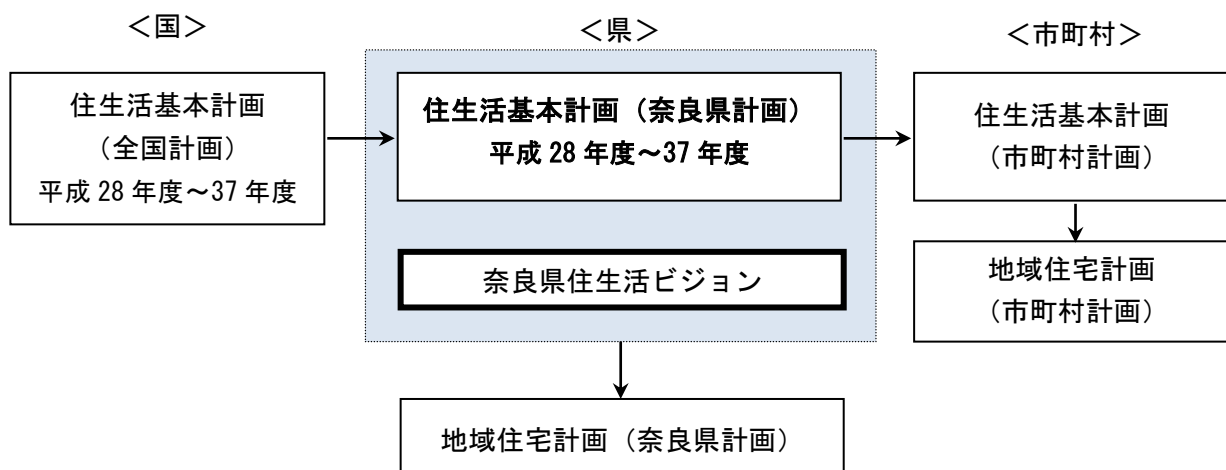 ＜国＞
住生活基本計画
（全国計画）
平成 28 年度～37 年度
＜県＞
住生活基本計画（奈良県計画）
平成 28 年度～37 年度
奈良県住生活ビジョン
地域住宅計画（奈良県計画）
＜市町村＞
住生活基本計画
（市町村計画）
地域住宅計画
（市町村計画）